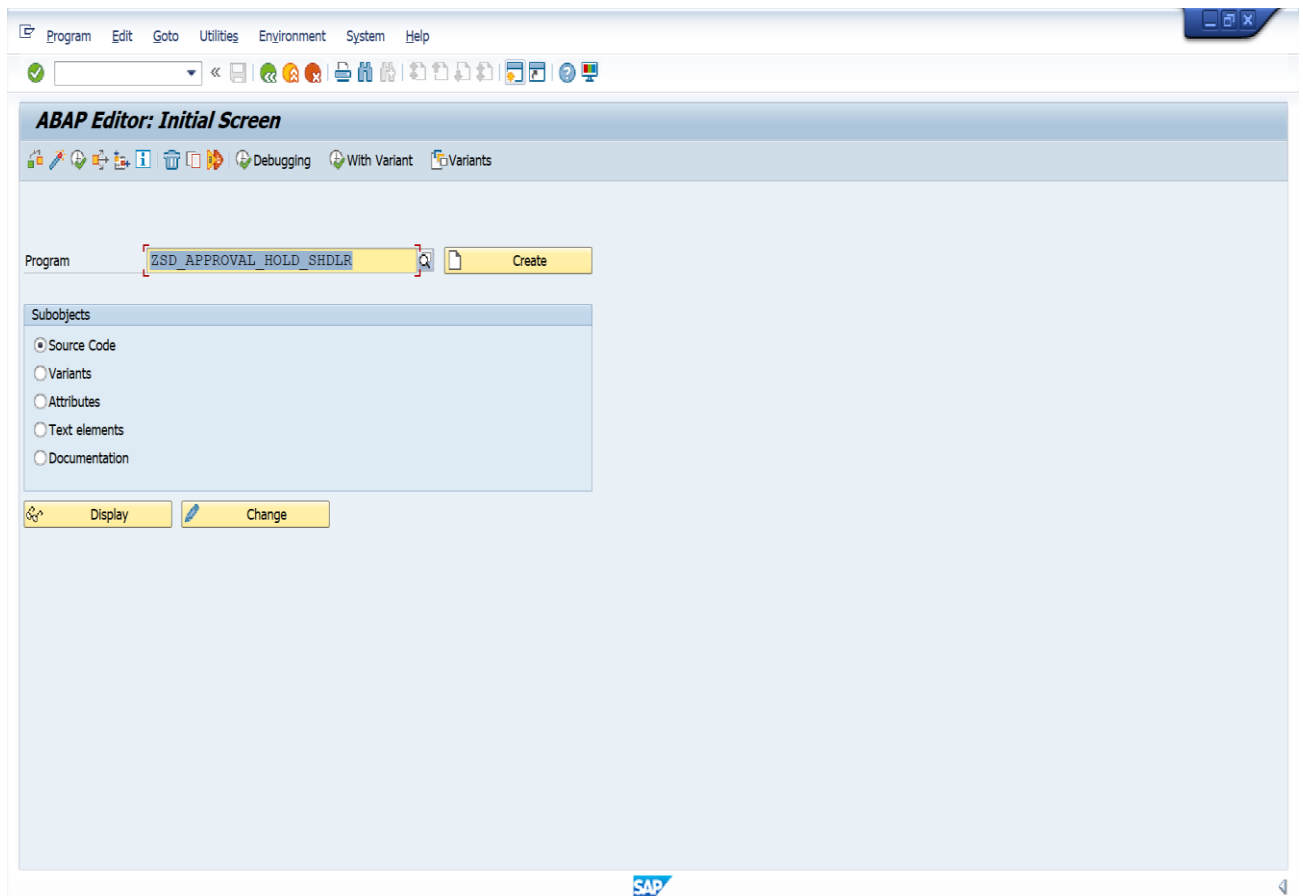 Program Edit Goto Utilities Environment System Help
ABAP Editor: Initial Screen
Debugging With Variant Variants
Program ZSD_APPROVAL_HOLD_SHDLR Create
Subobjects
Source Code
Variants
Attributes
Text elements
Documentation
Display Change
SAP